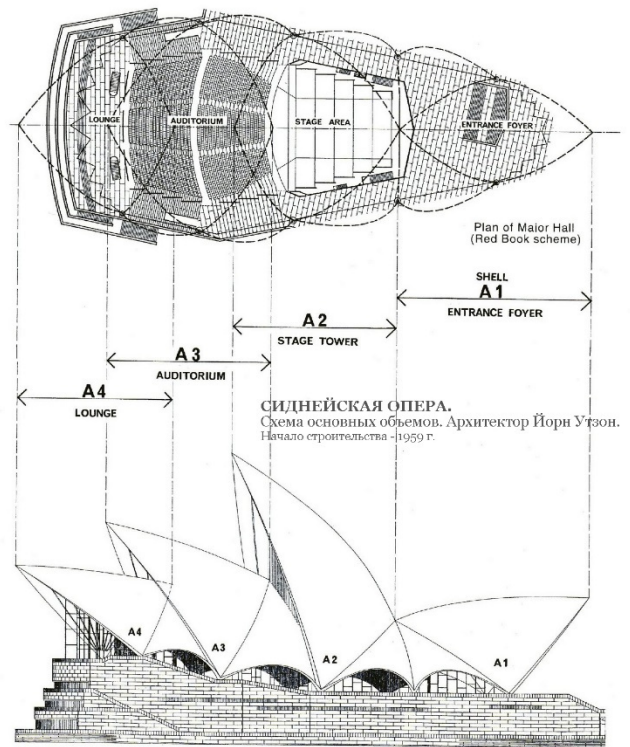 LOUNGE
AUDITORIUM
STAGE AREA
ENTRANCE FOYER
Plan of Maior Hall
(Red Book scheme)
SHELL
A1
ENTRANCE FOYER
A2
STAGE TOWER
A3
AUDITORIUM
A4
LOUNGE
СИДНЕЙСКАЯ ОПЕРА.
Схема основных объемов. Архитектор Йорн Утзон.
Начало строительства - 1959 г.
A4
A3
A2
A1